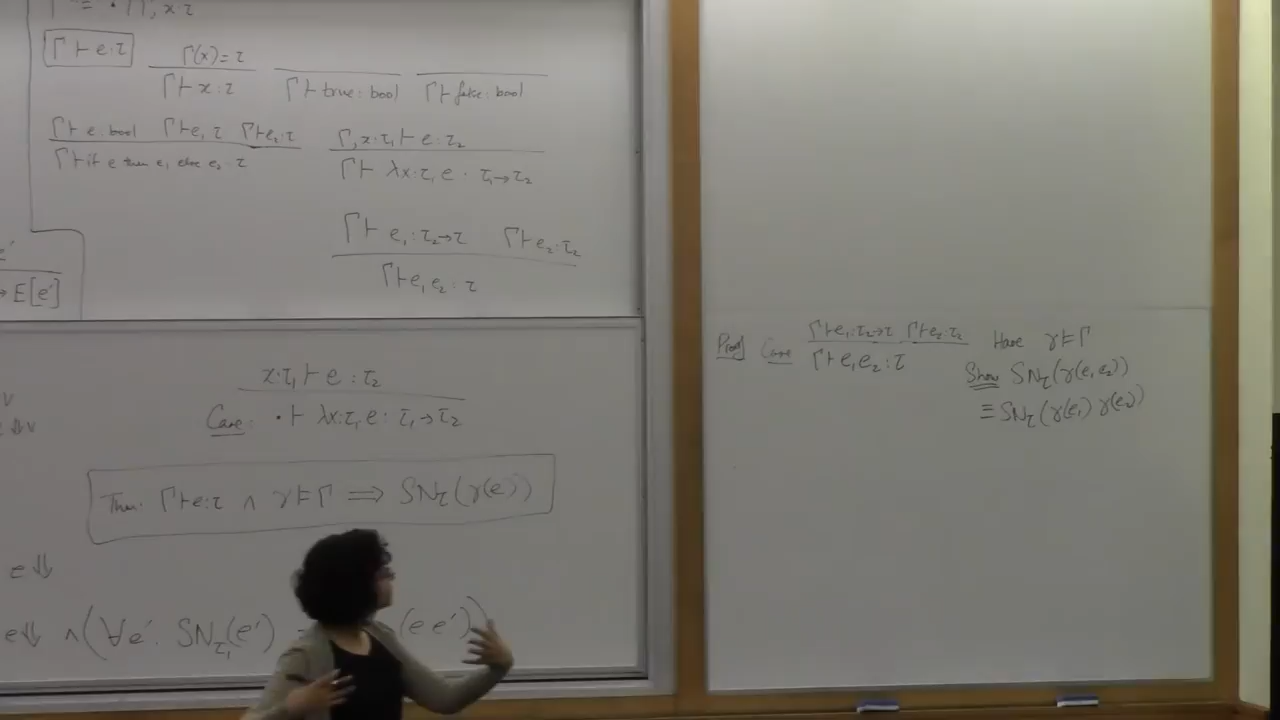 Γ ⊢ e : τ
Γ(x) = τ
Γ ⊢ x : τ
Γ ⊢ true : bool
Γ ⊢ false : bool
Γ ⊢ e : bool Γ ⊢ e₁ : τ Γ ⊢ e₂ : τ
Γ ⊢ if e then e₁ else e₂ : τ
Γ, x : τ₁ ⊢ e : τ₂
Γ ⊢ λx : τ₁. e : τ₁ → τ₂
Γ ⊢ e₁ : τ₂ → τ Γ ⊢ e₂ : τ₂
Γ ⊢ e₁ e₂ : τ
→ E[e′]
x : τ₁ ⊢ e : τ₂
Case: · ⊢ λx : τ₁. e : τ₁ → τ₂
Thm: Γ ⊢ e : τ ∧ γ ⊨ Γ ⟹ SN_τ(γ(e))
e ⇓
e ⇓ ∧ (∀e′. SN_τ₁(e′) (e e′))
Proof Case Γ ⊢ e₁ : τ₂ → τ Γ ⊢ e₂ : τ₂
Γ ⊢ e₁ e₂ : τ
Have γ ⊨ Γ
Show SN_τ(γ(e₁ e₂))
≡ SN_τ(γ(e₁) γ(e₂))